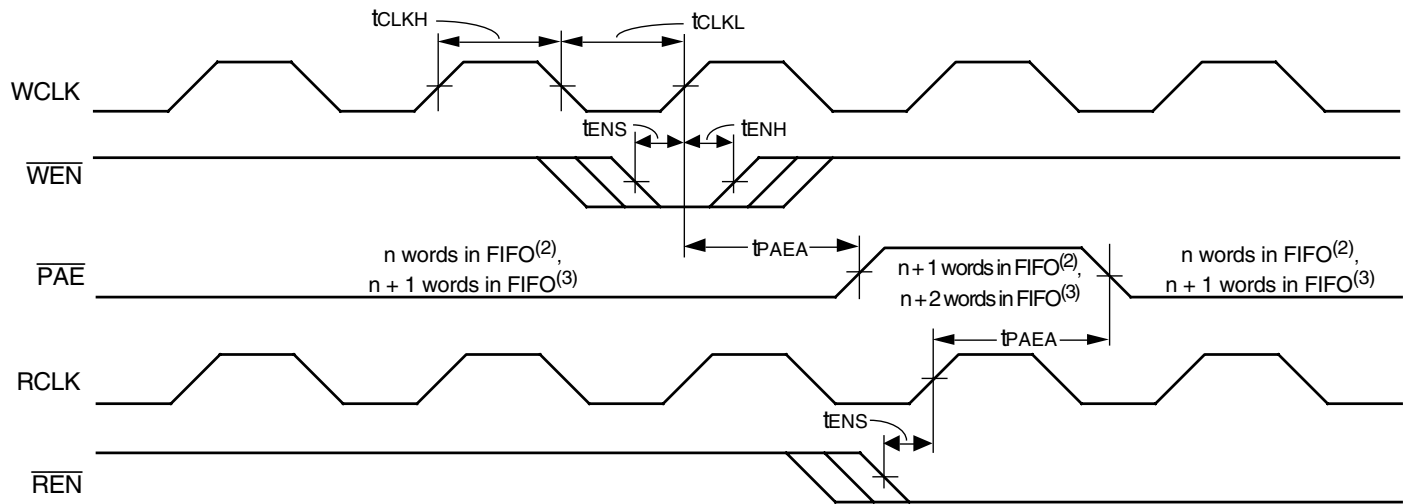 tCLKH
tCLKL
WCLK
tENS
tENH
WEN
tPAEA
PAE
n words in FIFO(2),
n + 1 words in FIFO(3)
n + 1 words in FIFO(2),
n + 2 words in FIFO(3)
n words in FIFO(2),
n + 1 words in FIFO(3)
tPAEA
RCLK
tENS
REN